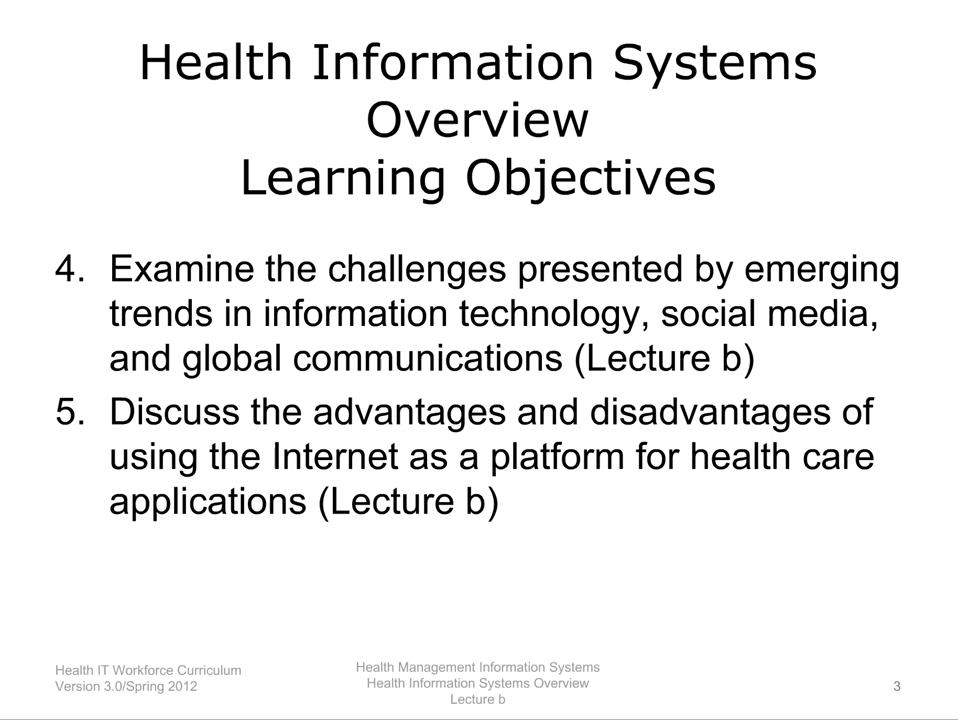 Health Information Systems
Overview
Learning Objectives
4. Examine the challenges presented by emerging
trends in information technology, social media,
and global communications (Lecture b)
5. Discuss the advantages and disadvantages of
using the Internet as a platform for health care
applications (Lecture b)
Health IT Workforce Curriculum
Version 3.0/Spring 2012
Health Management Information Systems
Health Information Systems Overview
Lecture b
3